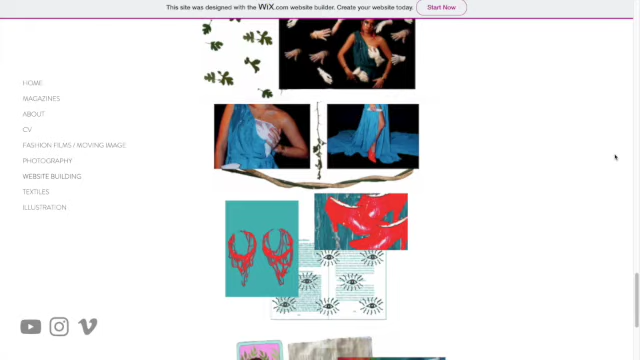 This site was designed with the WiX.com website builder. Create your website today.
Start Now
HOME
MAGAZINES
ABOUT
CV
FASHION FILMS / MOVING IMAGE
PHOTOGRAPHY
WEBSITE BUILDING
TEXTILES
ILLUSTRATION